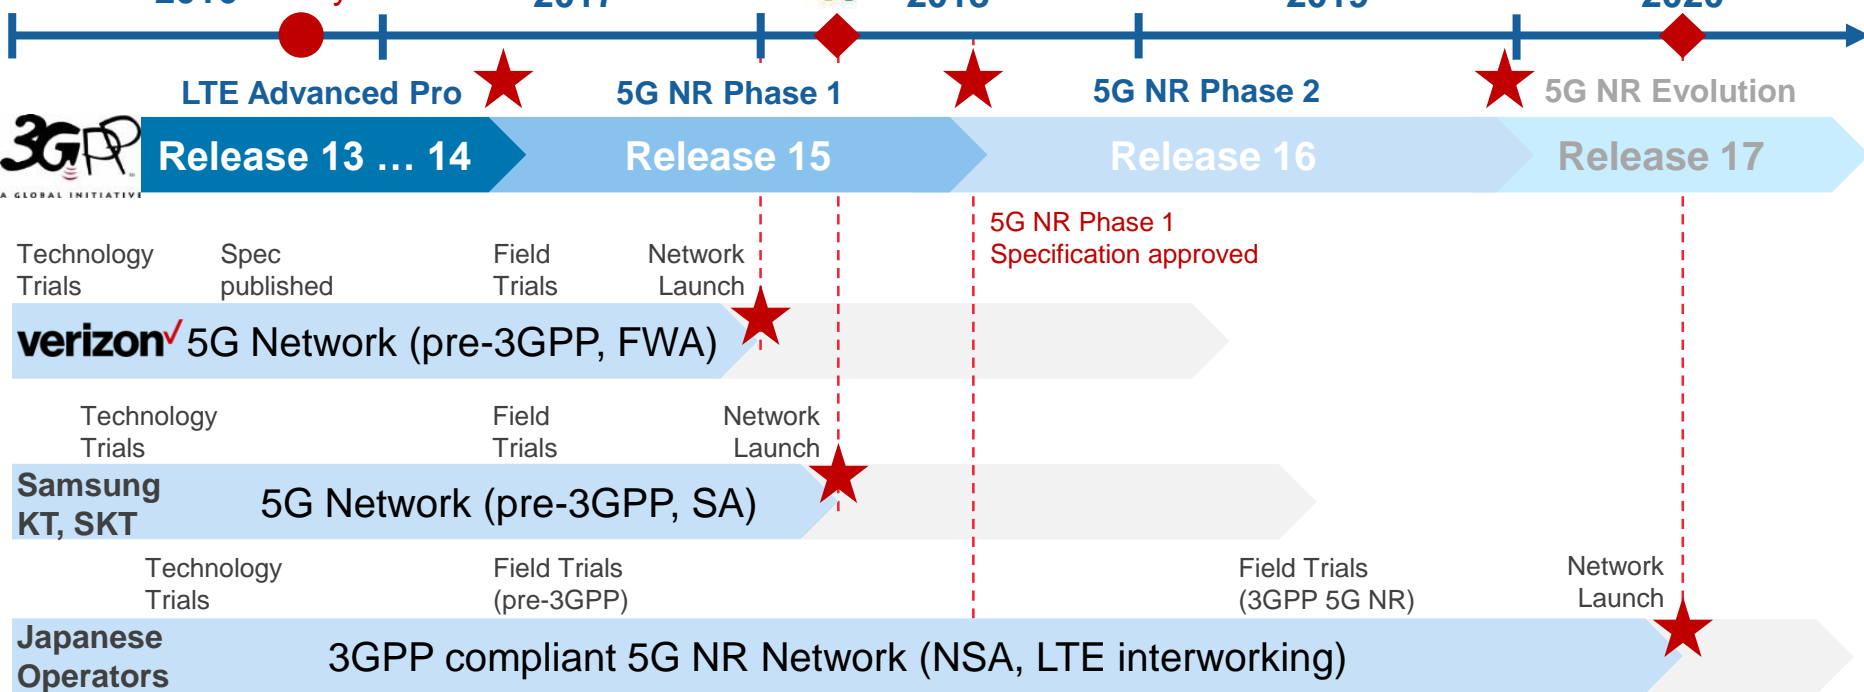 2017
2018
2019
2020
LTE Advanced Pro
5G NR Phase 1
5G NR Phase 2
5G NR Evolution
3GPP
A GLOBAL INITIATIVE
Release 13 … 14
Release 15
Release 16
Release 17
5G NR Phase 1
Specification approved
Technology
Trials
Spec
published
Field
Trials
Network
Launch
verizon✓ 5G Network (pre-3GPP, FWA)
Technology
Trials
Field
Trials
Network
Launch
Samsung
KT, SKT
5G Network (pre-3GPP, SA)
Technology
Trials
Field Trials
(pre-3GPP)
Field Trials
(3GPP 5G NR)
Network
Launch
Japanese
Operators
3GPP compliant 5G NR Network (NSA, LTE interworking)